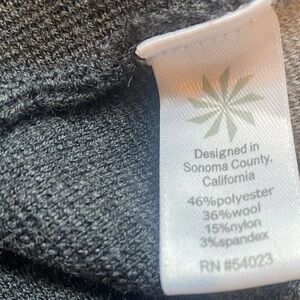 Designed in
Sonoma County,
California
46%polyester
36%wool
15%nylon
3%spandex
RN #54023